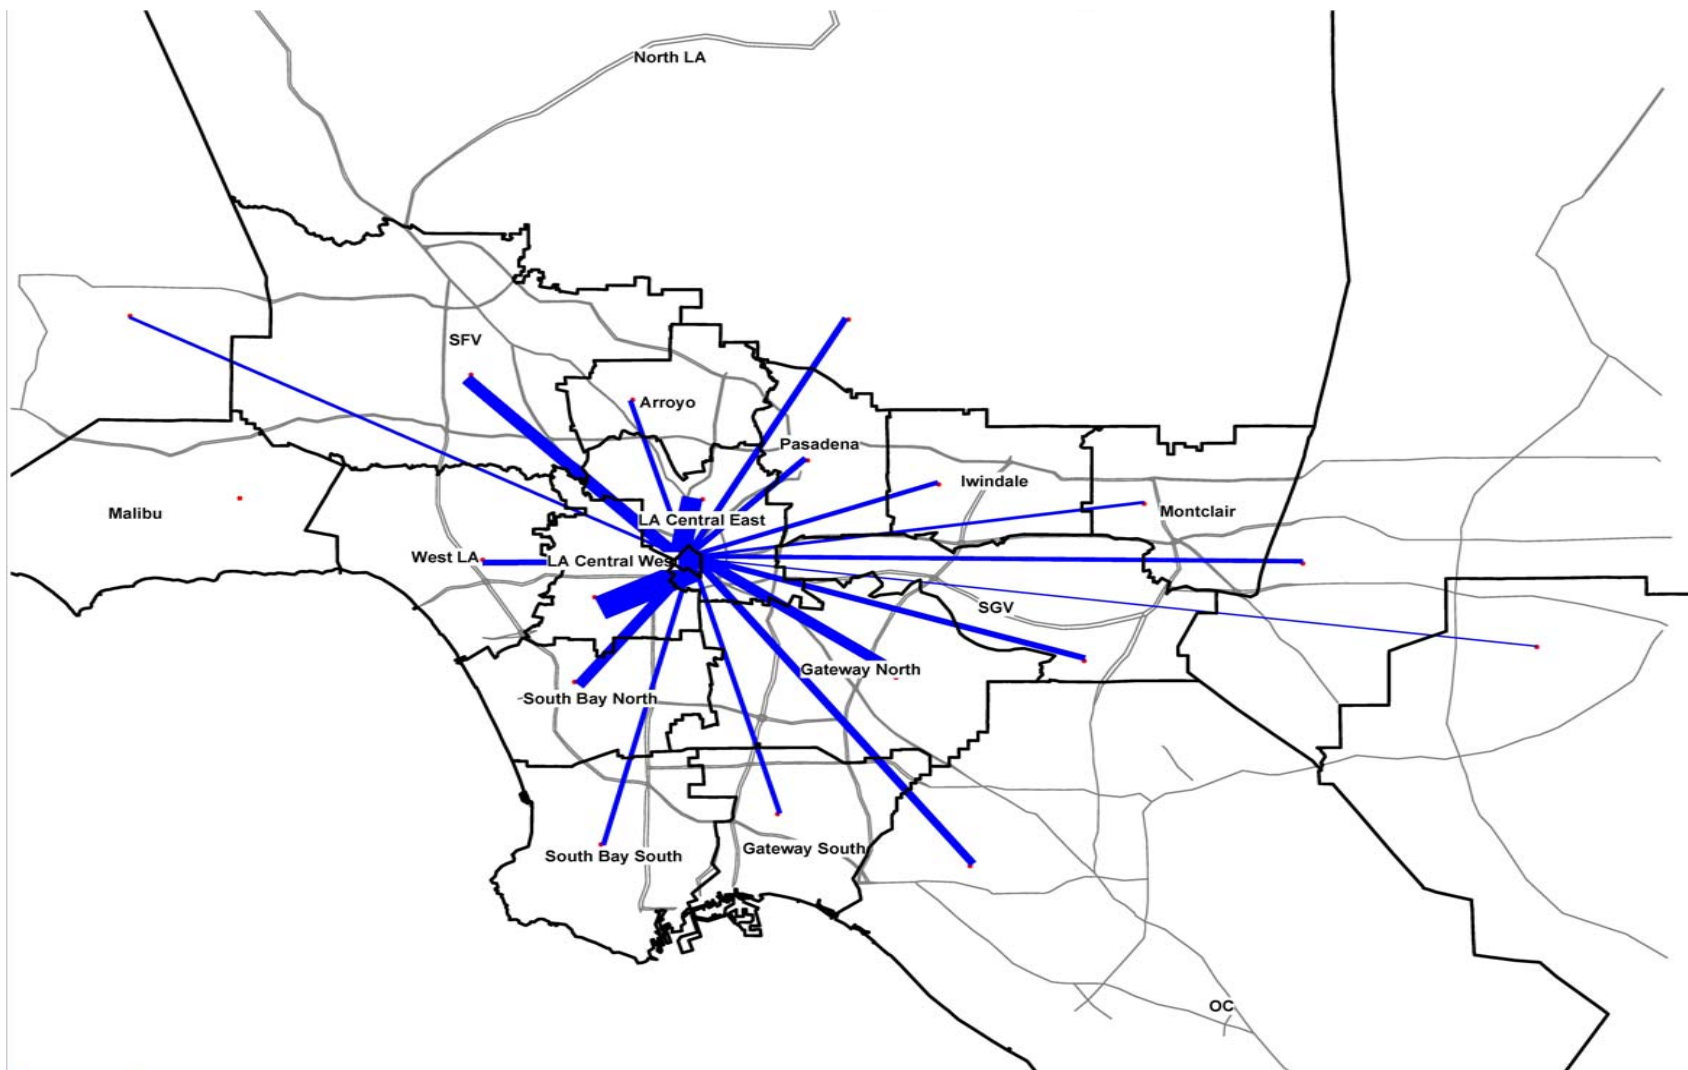 North LA
SFV
Arroyo
Pasadena
Iwindale
Malibu
Montclair
LA Central East
West LA
LA Central Wes
SGV
Gateway North
South Bay North
South Bay South
Gateway South
OC